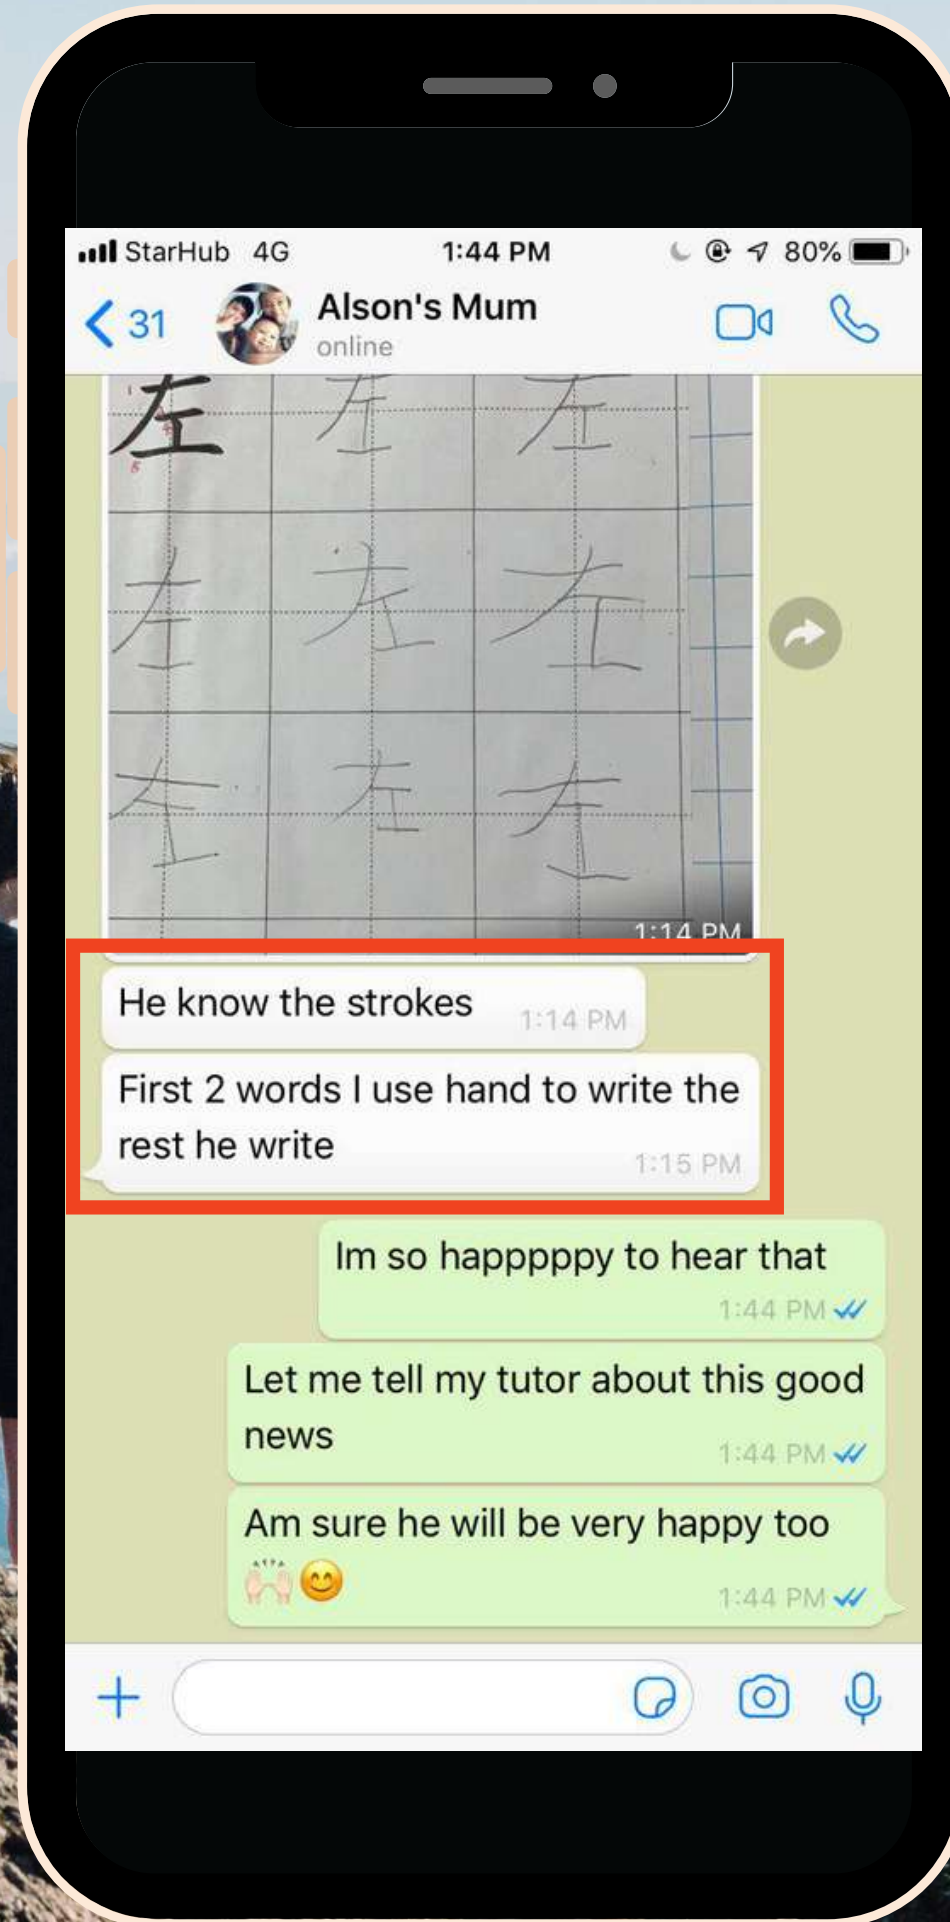 StarHub 4G 1:44 PM 80%
31 Alson's Mum
online
1
左 左 左
5
左 左 左
左 左 左
1:14 PM
He know the strokes 1:14 PM
First 2 words I use hand to write the
rest he write 1:15 PM
Im so happpppy to hear that
1:44 PM
Let me tell my tutor about this good
news 1:44 PM
Am sure he will be very happy too
🙌🏻😊 1:44 PM